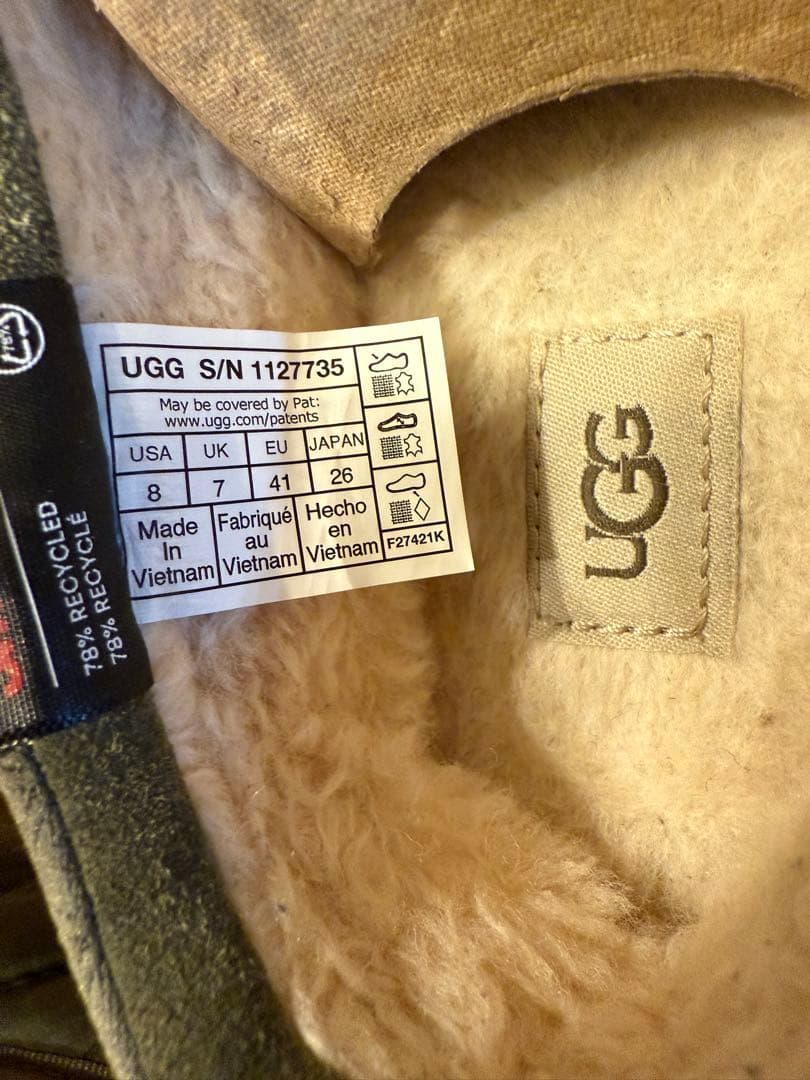 UGG S/N 1127735
May be covered by Pat:
www.ugg.com/patents
USA UK EU JAPAN
8 7 41 26
Made In Vietnam
Fabriqué au Vietnam
Hecho en Vietnam
F27421K
UGG
78% RECYCLED
78% RECYCLÉ